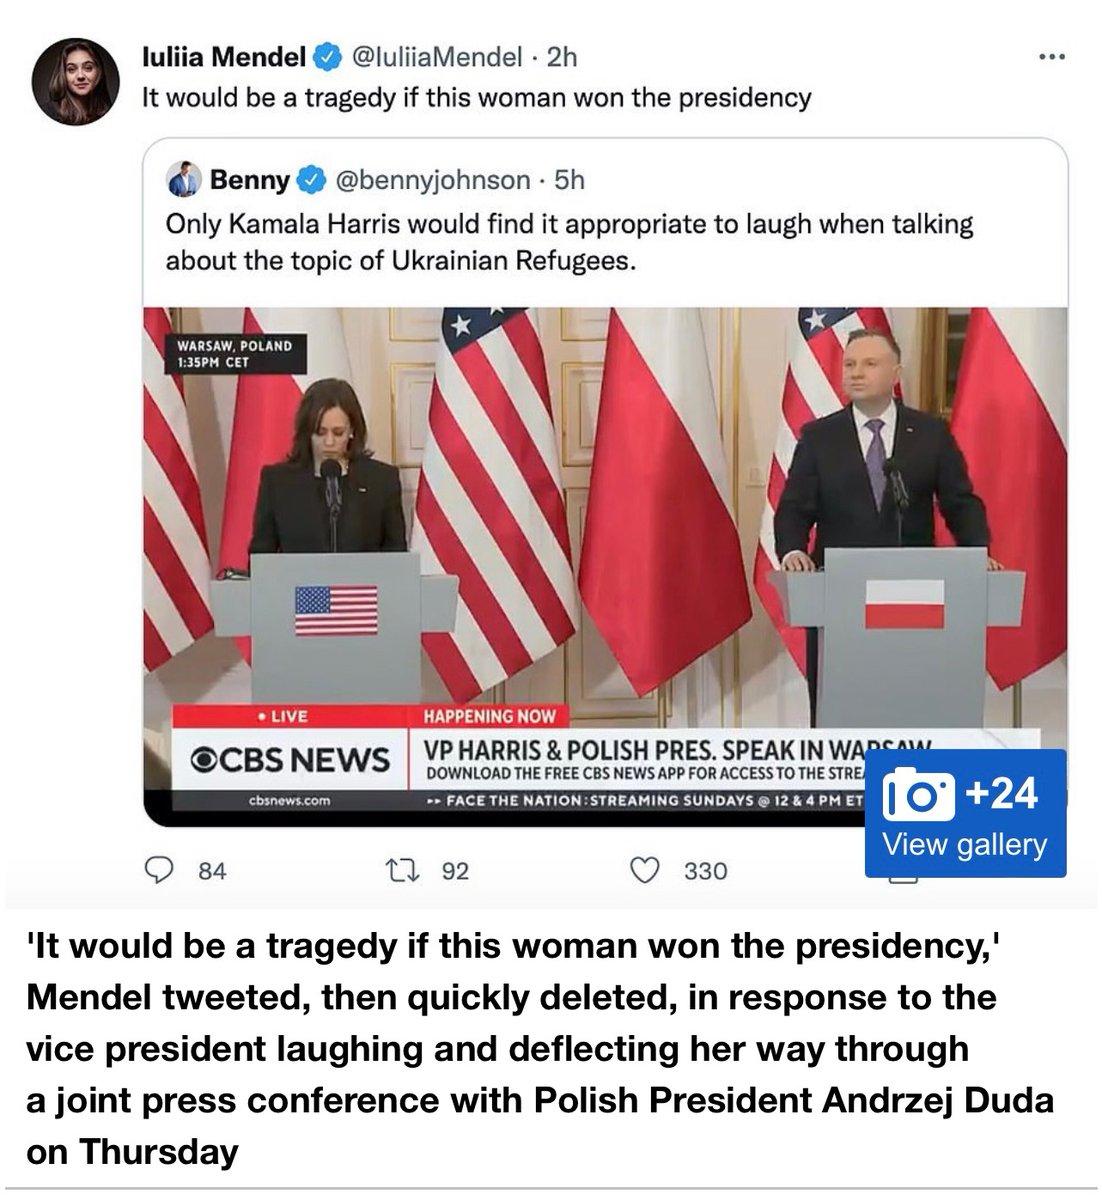 Iuliia Mendel @IuliiaMendel · 2h
It would be a tragedy if this woman won the presidency
Benny @bennyjohnson · 5h
Only Kamala Harris would find it appropriate to laugh when talking
about the topic of Ukrainian Refugees.
WARSAW, POLAND
1:35PM CET
• LIVE
HAPPENING NOW
CBS NEWS
VP HARRIS & POLISH PRES. SPEAK IN WARSAW
DOWNLOAD THE FREE CBS NEWS APP FOR ACCESS TO THE STREA
cbsnews.com
FACE THE NATION: STREAMING SUNDAYS @ 12 & 4 PM ET
+24
View gallery
84
92
330
'It would be a tragedy if this woman won the presidency,'
Mendel tweeted, then quickly deleted, in response to the
vice president laughing and deflecting her way through
a joint press conference with Polish President Andrzej Duda
on Thursday